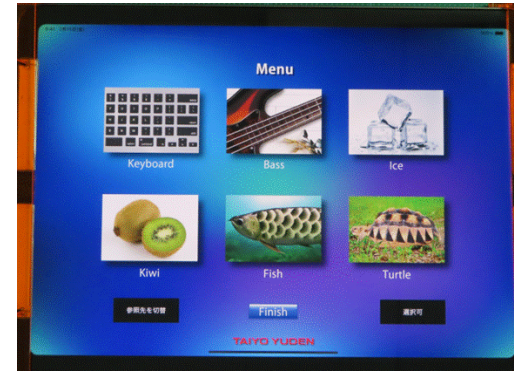 Menu
Keyboard
Bass
Ice
Kiwi
Fish
Turtle
参照先を切替
Finish
選択可
TAIYO YUDEN